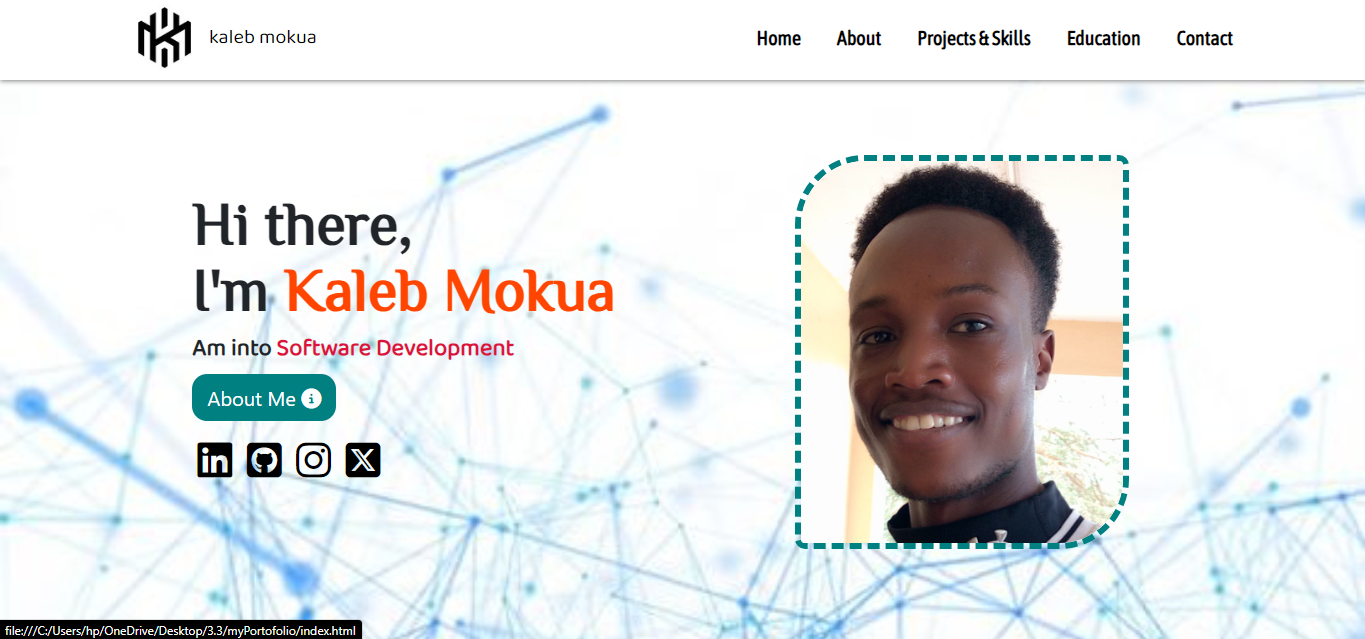 kaleb mokua
Home About Projects & Skills Education Contact
Hi there,
I'm Kaleb Mokua
Am into Software Development
About Me i
in X
file:///C:/Users/hp/OneDrive/Desktop/3.3/myPortofolio/index.html